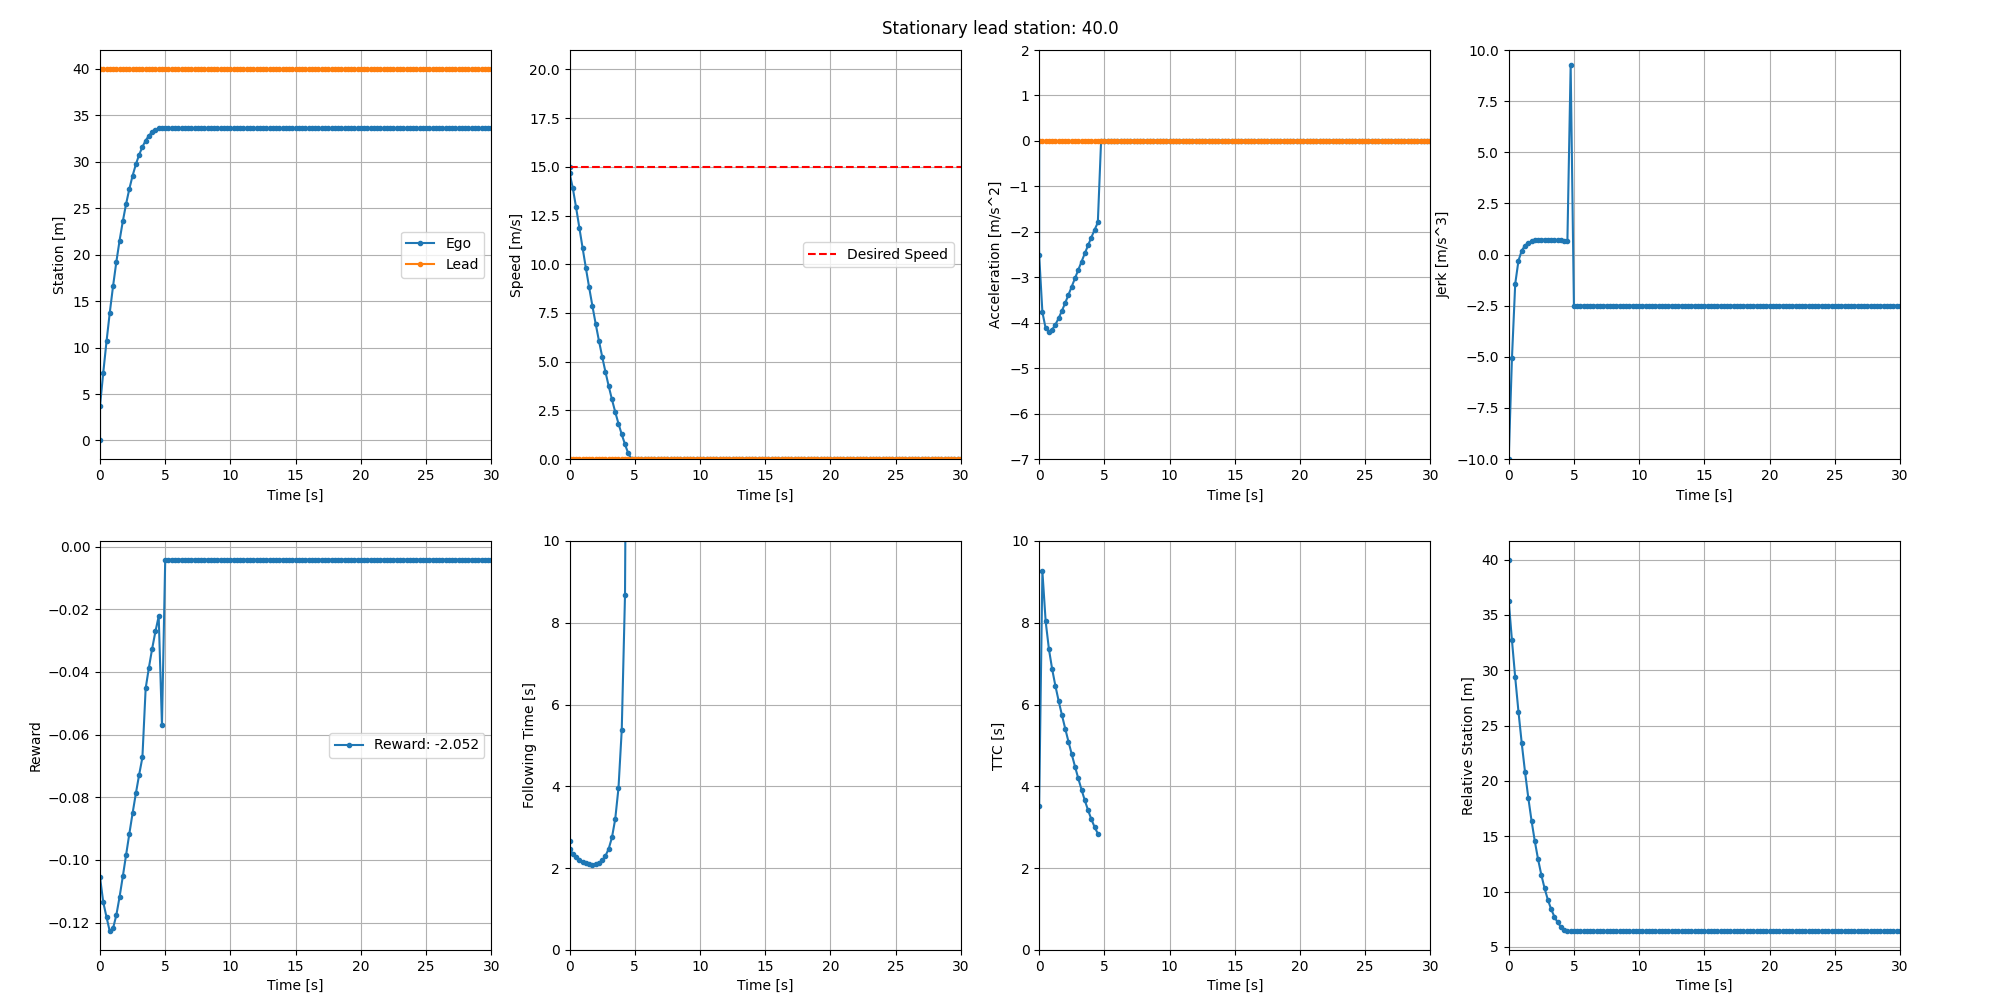 Stationary lead station: 40.0
Station [m]
40
35
30
25
20
15
10
5
0
Ego
Lead
0 5 10 15 20 25 30
Time [s]
Speed [m/s]
20.0
17.5
15.0
12.5
10.0
7.5
5.0
2.5
0.0
Desired Speed
0 5 10 15 20 25 30
Time [s]
Acceleration [m/s^2]
2
1
0
−1
−2
−3
−4
−5
−6
−7
0 5 10 15 20 25 30
Time [s]
Jerk [m/s^3]
10.0
7.5
5.0
2.5
0.0
−2.5
−5.0
−7.5
−10.0
0 5 10 15 20 25 30
Time [s]
Reward
0.00
−0.02
−0.04
−0.06
−0.08
−0.10
−0.12
Reward: -2.052
0 5 10 15 20 25 30
Time [s]
Following Time [s]
10
8
6
4
2
0
0 5 10 15 20 25 30
Time [s]
TTC [s]
10
8
6
4
2
0
0 5 10 15 20 25 30
Time [s]
Relative Station [m]
40
35
30
25
20
15
10
5
0 5 10 15 20 25 30
Time [s]